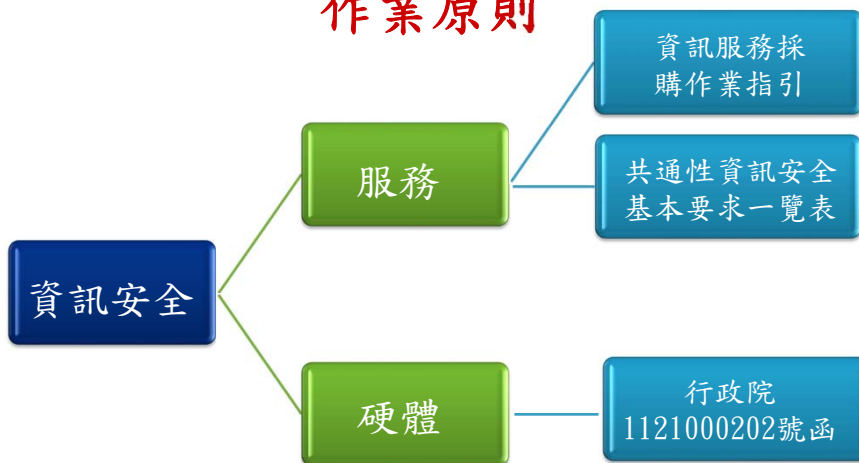 作業原則
資訊服務採
購作業指引
服務
共通性資訊安全
基本要求一覽表
資訊安全
硬體
行政院
1121000202號函